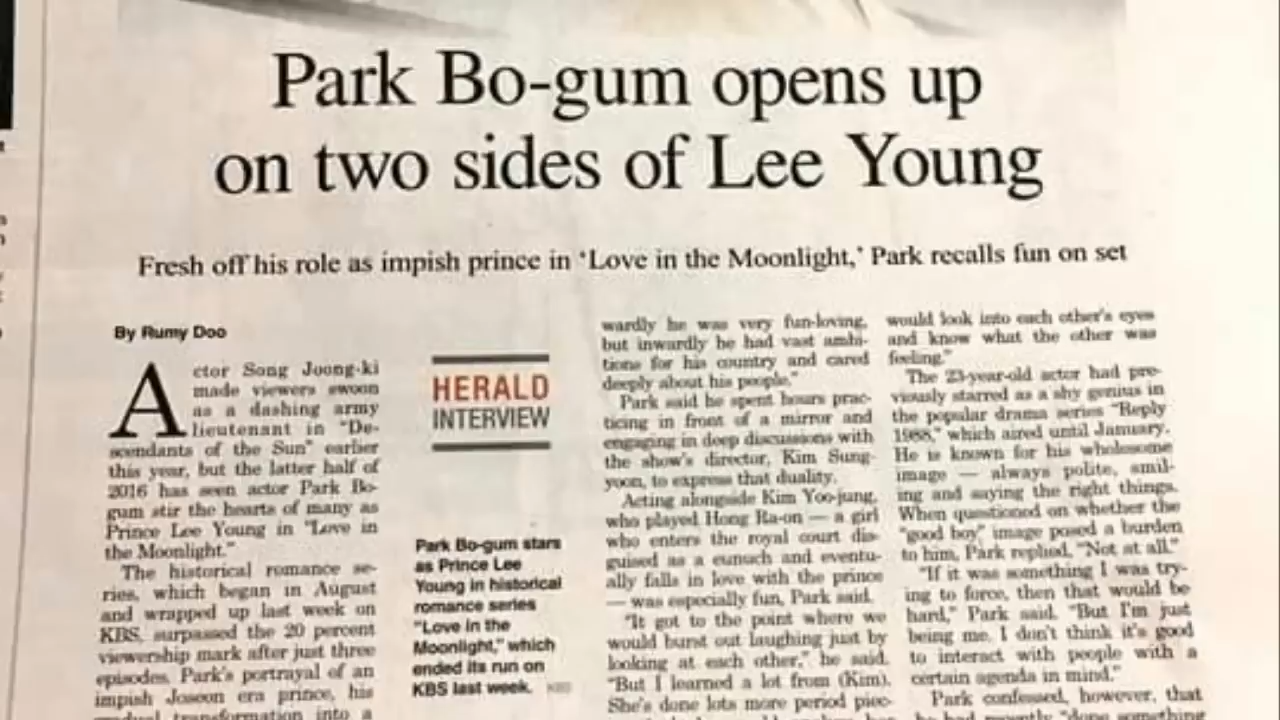 Park Bo-gum opens up
on two sides of Lee Young
Fresh off his role as impish prince in 'Love in the Moonlight,' Park recalls fun on set
By Rumy Doo
Actor Song Joong-ki
made viewers swoon
as a dashing army
lieutenant in "De-
scendants of the Sun" earlier
this year, but the latter half of
2016 has seen actor Park Bo-
gum stir the hearts of many as
Prince Lee Young in "Love in
the Moonlight."
The historical romance se-
ries, which began in August
and wrapped up last week on
KBS, surpassed the 20 percent
viewership mark after just three
episodes. Park's portrayal of an
impish Joseon era prince, his
gradual transformation into a
HERALD
INTERVIEW
Park Bo-gum stars
as Prince Lee
Young in historical
romance series
"Love in the
Moonlight," which
ended its run on
KBS last week. KBS
wardly he was very fun-loving,
but inwardly he had vast ambi-
tions for his country and cared
deeply about his people."
Park said he spent hours prac-
ticing in front of a mirror and
engaging in deep discussions with
the show's director, Kim Sung-
yoon, to express that duality.
Acting alongside Kim Yoo-jung,
who played Hong Ra-on — a girl
who enters the royal court dis-
guised as a eunuch and eventu-
ally falls in love with the prince
— was especially fun, Park said.
"It got to the point where we
would burst out laughing just by
looking at each other," he said.
"But I learned a lot from (Kim).
She's done lots more period piec-
would look into each other's eyes
and know what the other was
feeling."
The 23-year-old actor had pre-
viously starred as a shy genius in
the popular drama series "Reply
1988," which aired until January.
He is known for his wholesome
image — always polite, smil-
ing and saying the right things.
When questioned on whether the
"good boy" image posed a burden
to him, Park replied, "Not at all."
"If it was something I was try-
ing to force, then that would be
hard," Park said. "But I'm just
being me. I don't think it's good
to interact with people with a
certain agenda in mind."
Park confessed, however, that
he had recently "done something